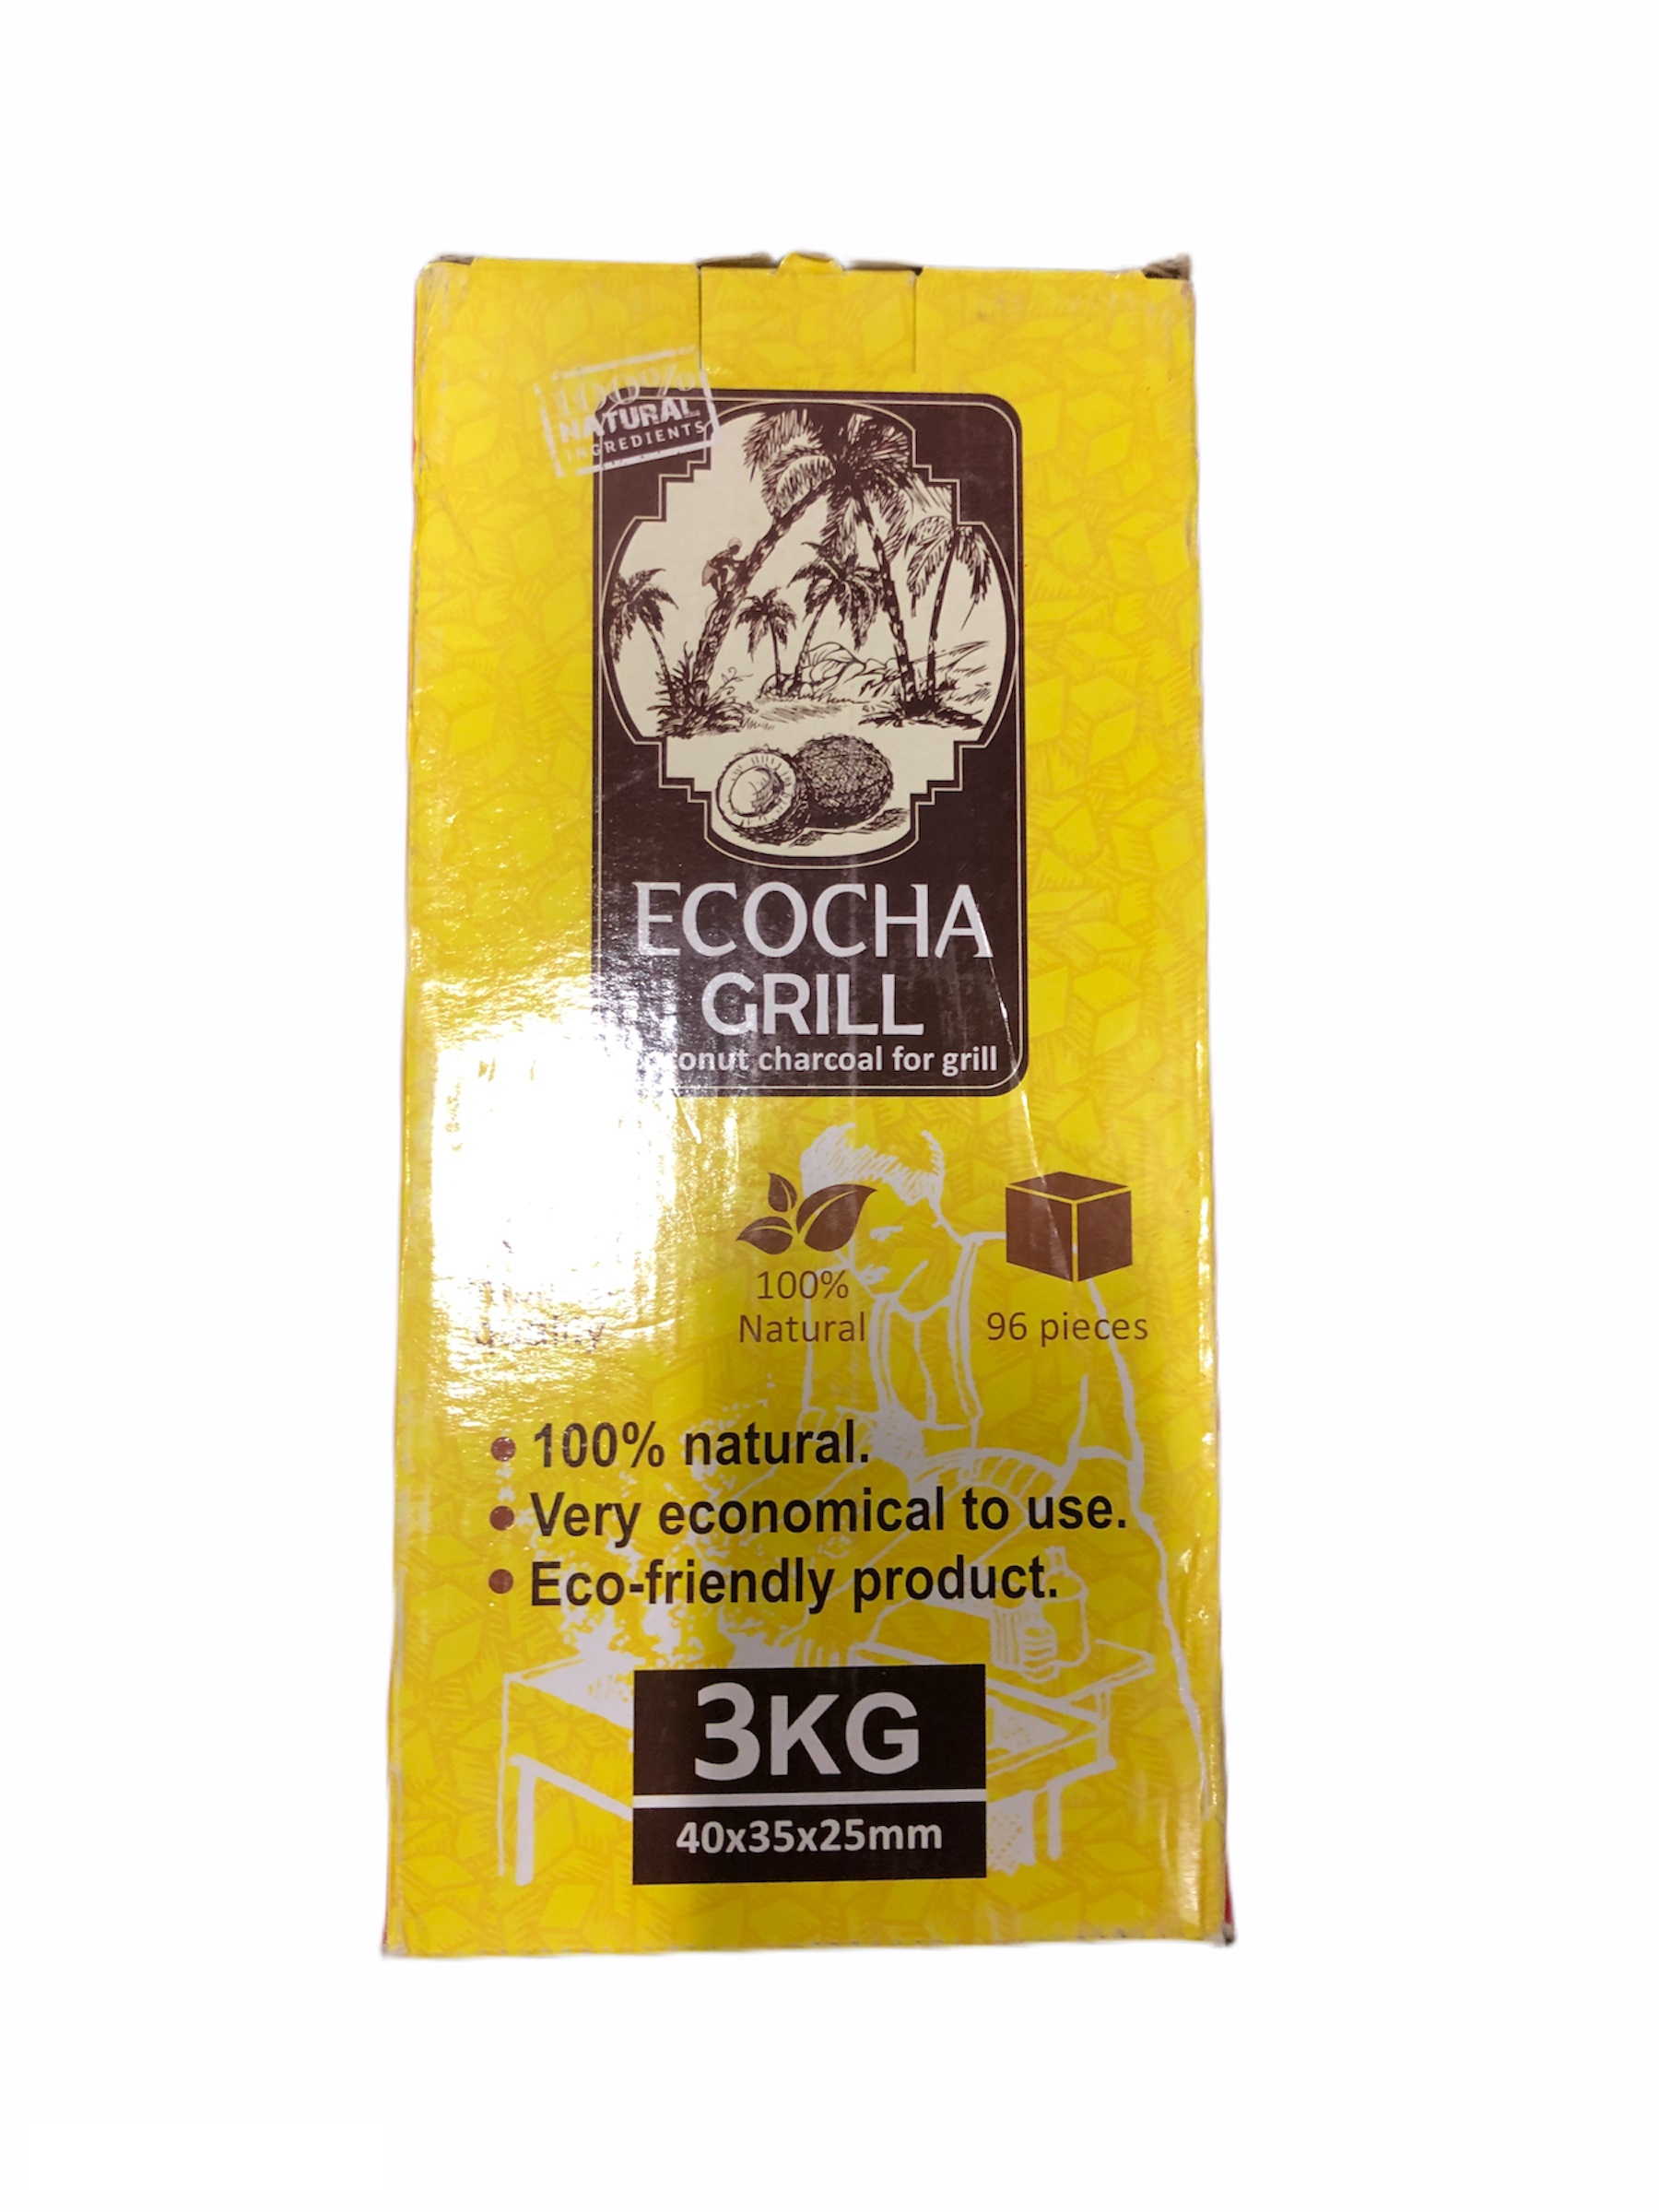 100%
NATURAL
INGREDIENTS
ECOCHA
GRILL
charcoal for grill
quality
100%
Natural
96 pieces
100% natural.
Very economical to use.
Eco-friendly product.
3KG
40x35x25mm